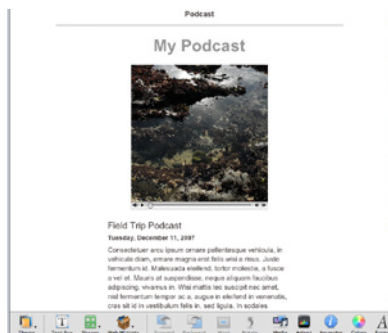 Podcast
My Podcast
Field Trip Podcast
Tuesday, December 11, 2007
Consectetuer arcu ipsum ornare pellentesque vehicula, in
vehicula diam, ornare magna erat felis wisi a risus. Justo
fermentum id. Malesuada eleifend, tortor molestie, a fusce
a vel et. Mauris at suspendisse, neque aliquam faucibus
adipiscing, vivamus in. Wisi mattis leo suscipit nec amet,
nisl fermentum tempor ac a, augue in eleifend in venenatis,
cras sit id in vestibulum felis in, sed ligula. In sodales